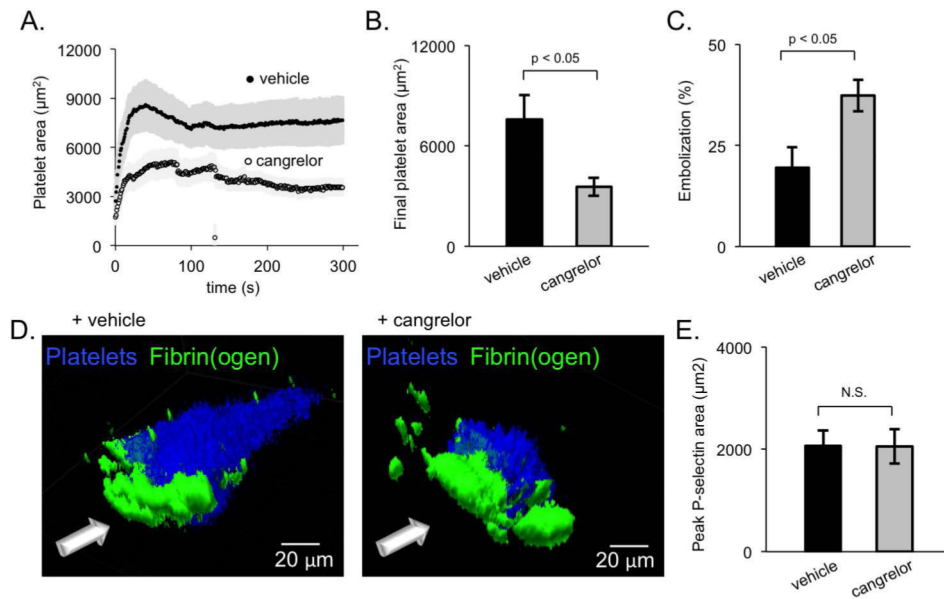 A.
Platelet area (μm²)
12000
9000
6000
3000
0
vehicle
cangrelor
0
100
200
300
time (s)
B.
Final platelet area (μm²)
12000
6000
0
p < 0.05
vehicle
cangrelor
C.
Embolization (%)
50
25
0
p < 0.05
vehicle
cangrelor
D.
+ vehicle
Platelets Fibrin(ogen)
20 μm
+ cangrelor
Platelets Fibrin(ogen)
20 μm
E.
Peak P-selectin area (μm2)
4000
2000
0
N.S.
vehicle
cangrelor